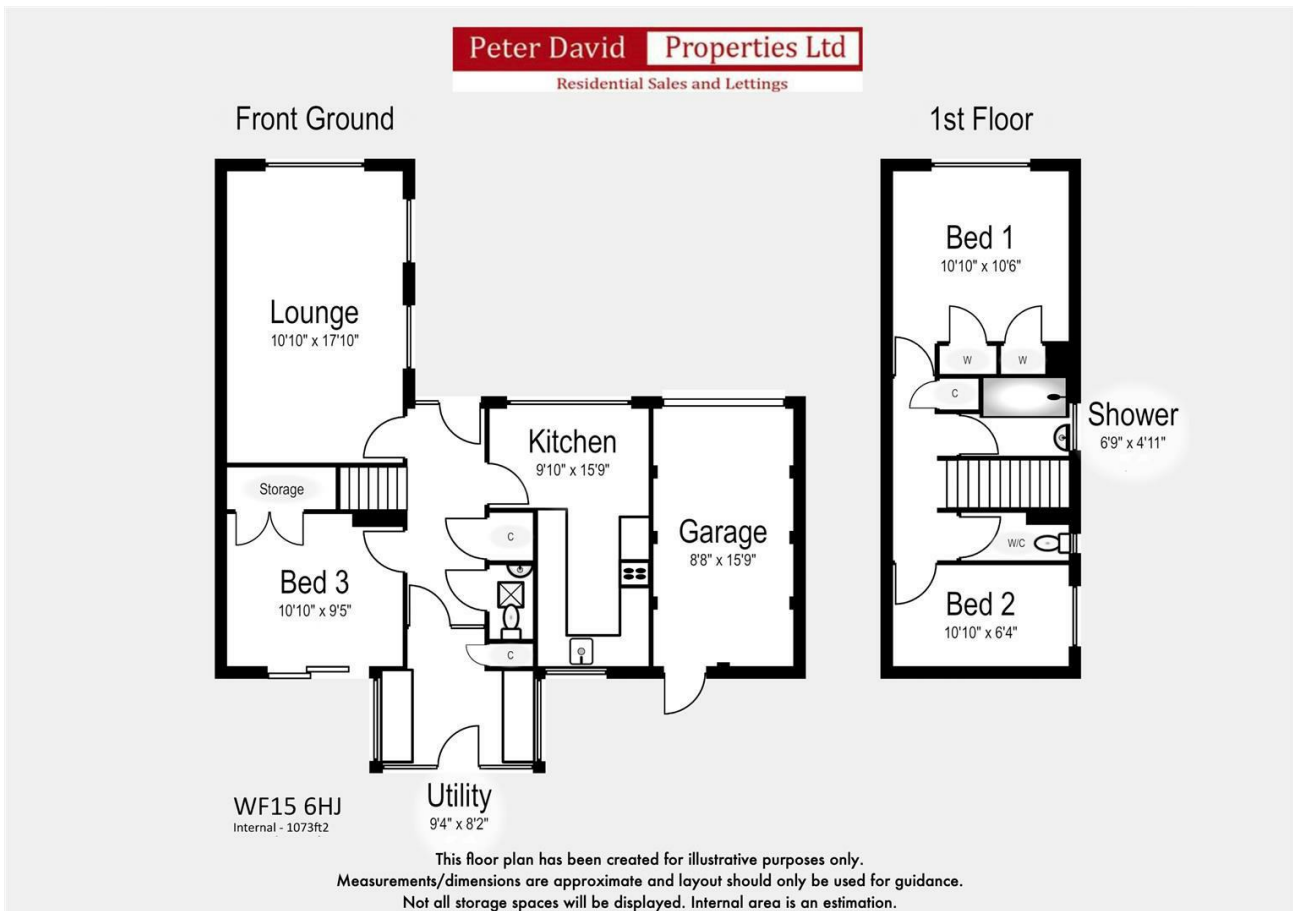 Peter David Properties Ltd
Residential Sales and Lettings
Front Ground
1st Floor
Lounge
10'10" x 17'10"
Storage
Bed 3
10'10" x 9'5"
Kitchen
9'10" x 15'9"
C
C
Garage
8'8" x 15'9"
Utility
9'4" x 8'2"
Bed 1
10'10" x 10'6"
W
W
C
Shower
6'9" x 4'11"
W/C
Bed 2
10'10" x 6'4"
WF15 6HJ
Internal - 1073ft2
This floor plan has been created for illustrative purposes only.
Measurements/dimensions are approximate and layout should only be used for guidance.
Not all storage spaces will be displayed. Internal area is an estimation.